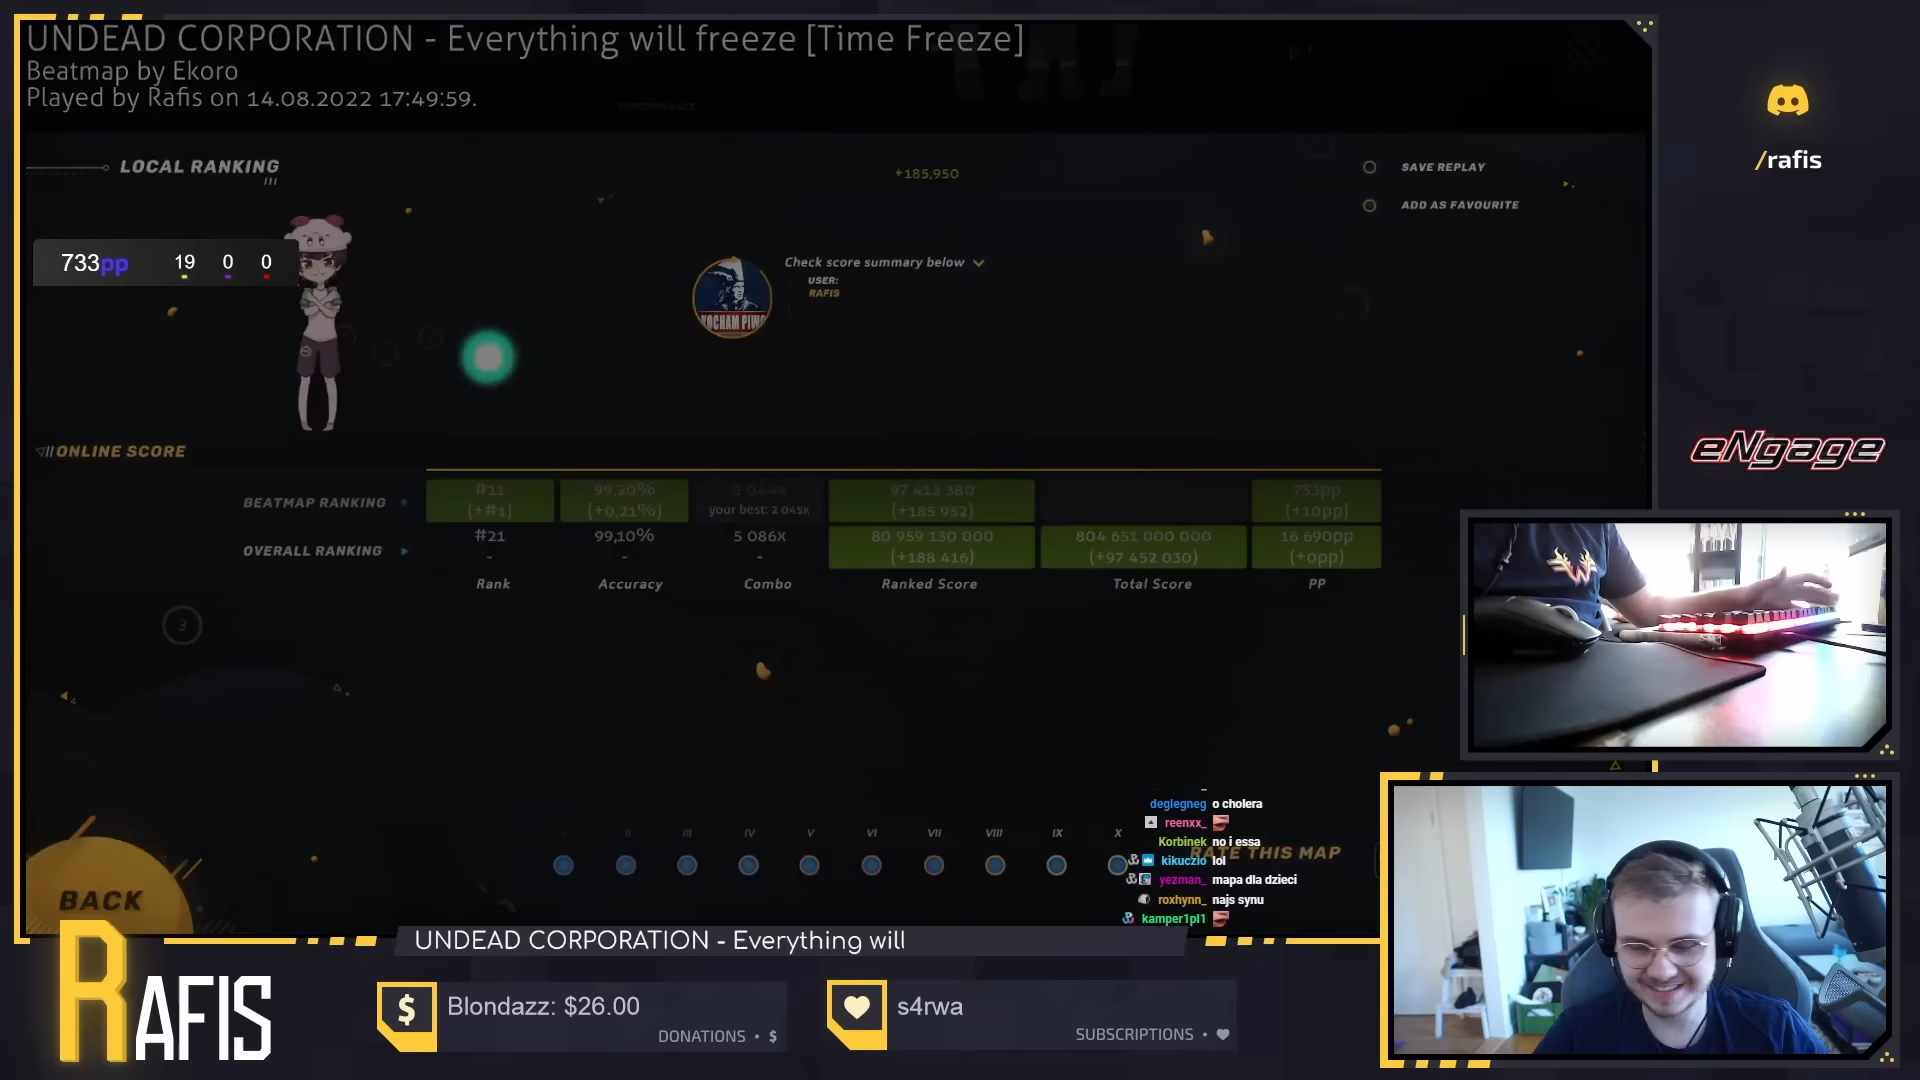 UNDEAD CORPORATION - Everything will freeze [Time Freeze]
Beatmap by Ekoro
Played by Rafis on 14.08.2022 17:49:59.
LOCAL RANKING
+185,950
SAVE REPLAY
ADD AS FAVOURITE
/rafis
733pp 19 0 0
Check score summary below
USER:
RAFIS
KOCHAM PIWO
eNgage
ONLINE SCORE
BEATMAP RANKING
#11 99,20% 2 044x 97 412 380 - 733pp
(+#1) (+0,21%) your best: 2 045x (+185 952) (+10pp)
OVERALL RANKING
#21 99,10% 5 086x 80 959 130 000 804 651 000 000 16 690pp
- - - (+188 416) (+97 452 030) (+0pp)
Rank Accuracy Combo Ranked Score Total Score PP
3
II III IV V VI VII VIII IX X
RATE THIS MAP
deglegneg o cholera
reenxx_
Korbinek no i essa
kikuczio lol
yezman_ mapa dla dzieci
roxhynn_ najs synu
kamper1pl1
BACK
UNDEAD CORPORATION - Everything will
RAFIS
$ Blondazz: $26.00
DONATIONS • $
s4rwa
SUBSCRIPTIONS •